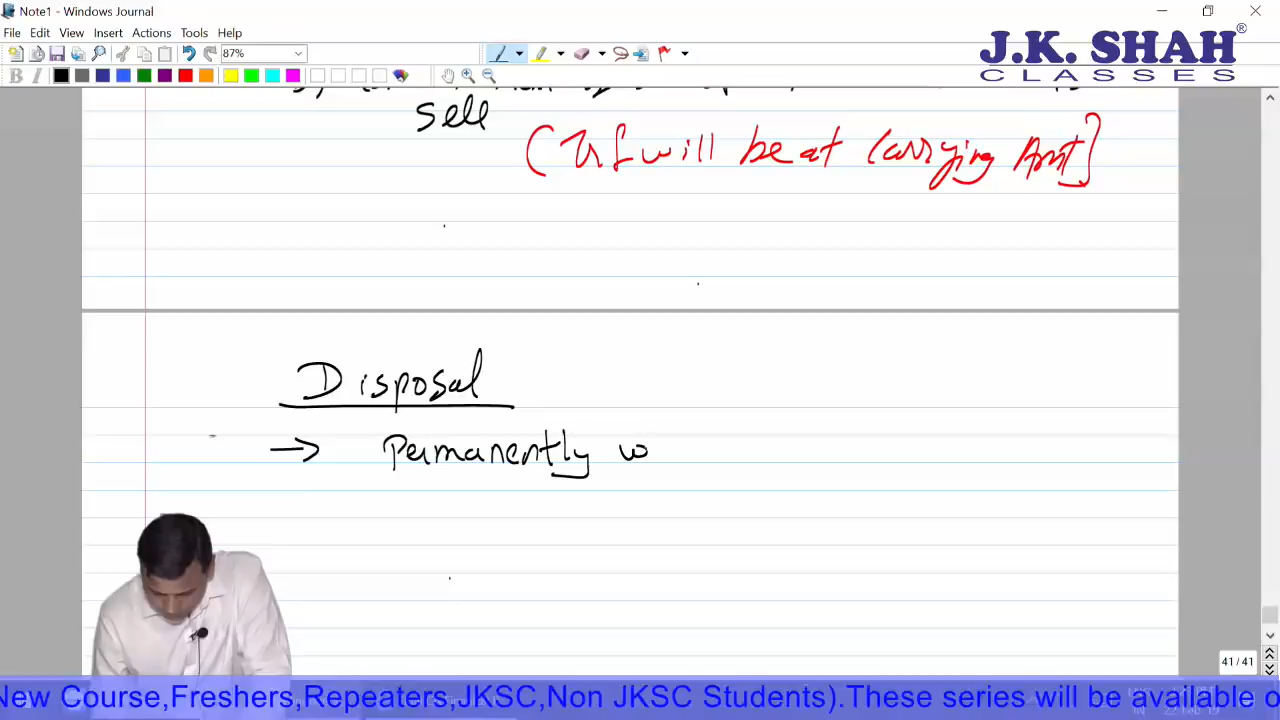 Note1 - Windows Journal
File Edit View Insert Actions Tools Help
87%
J.K. SHAH®
CLASSES
sell
(Trf will be at Carrying Amt]
Disposal
→ Permanently w
41 / 41
New Course,Freshers,Repeaters,JKSC,Non JKSC Students).These series will be available o